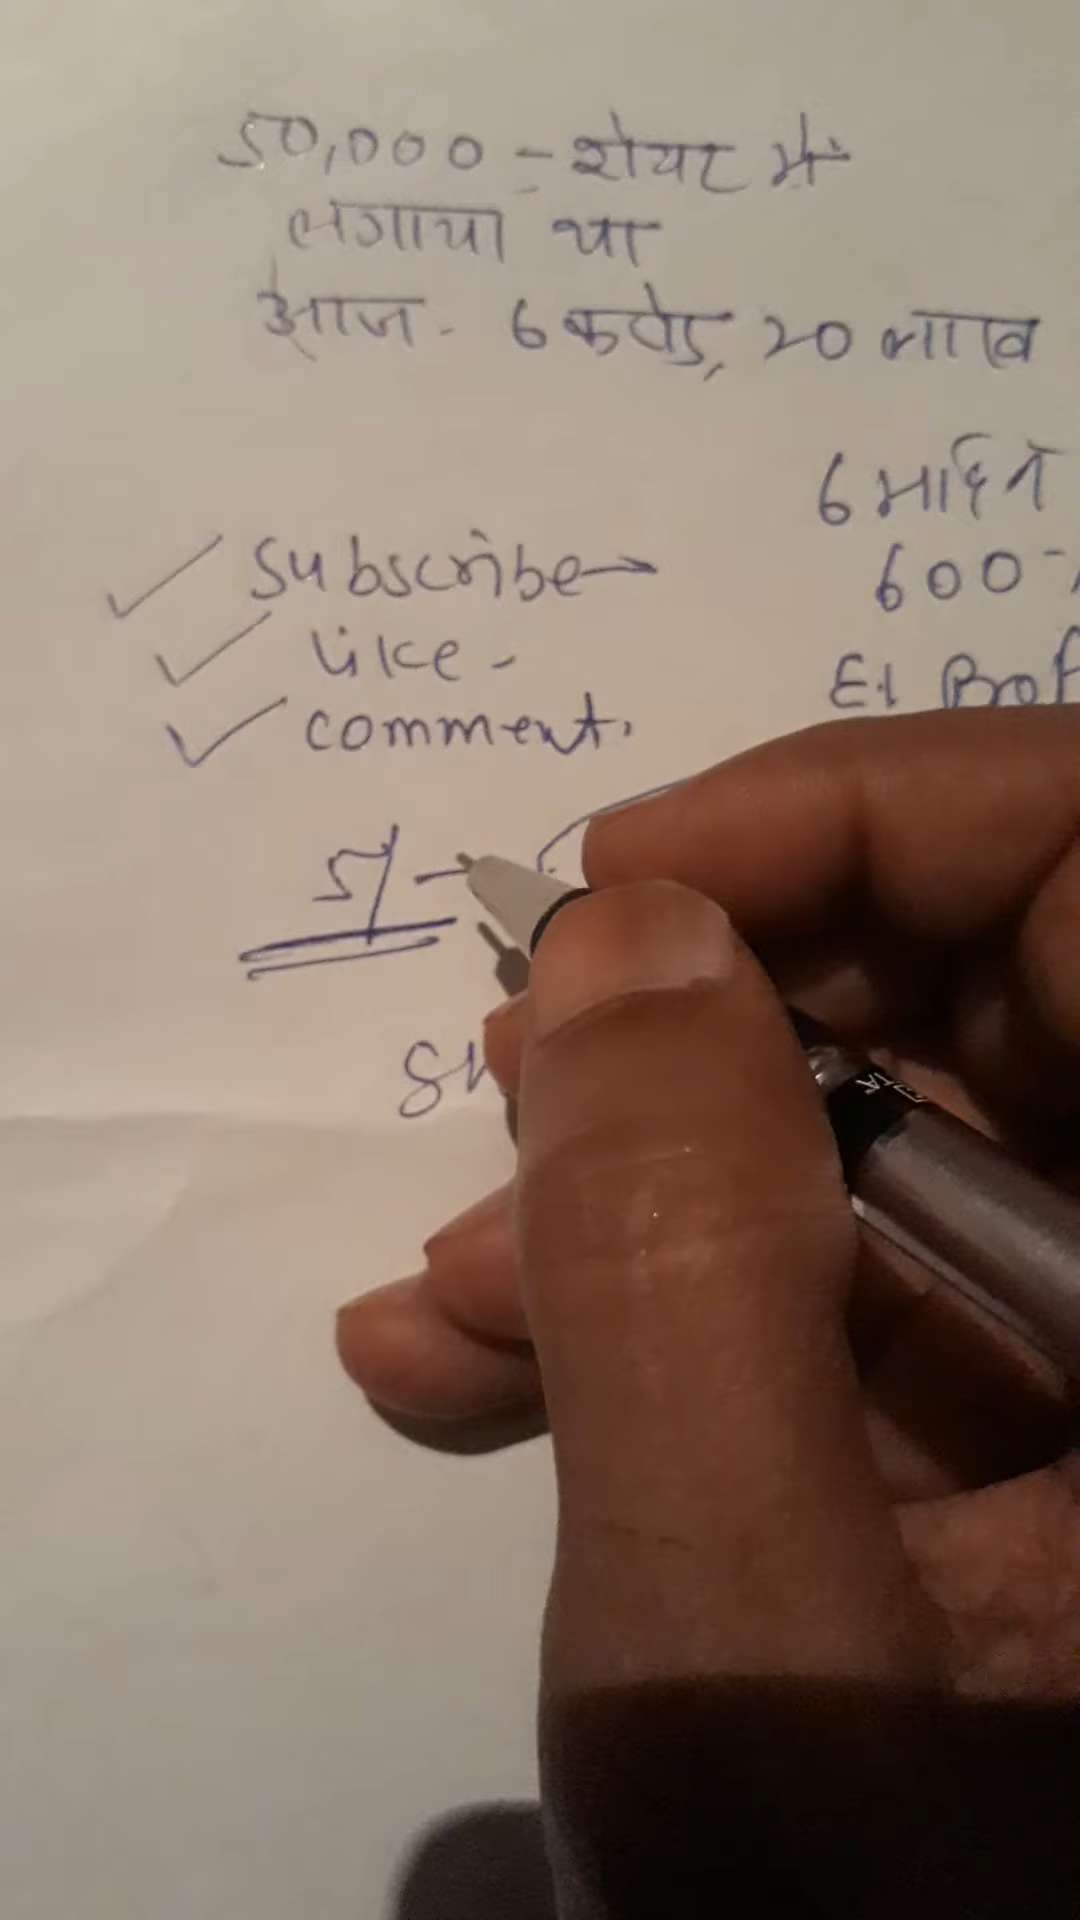 50,000 - शेयर में
लगाया था
आज - 6 करोड़, 20 लाख
6 महिने
600-
Subscribe
Like -
Comment.